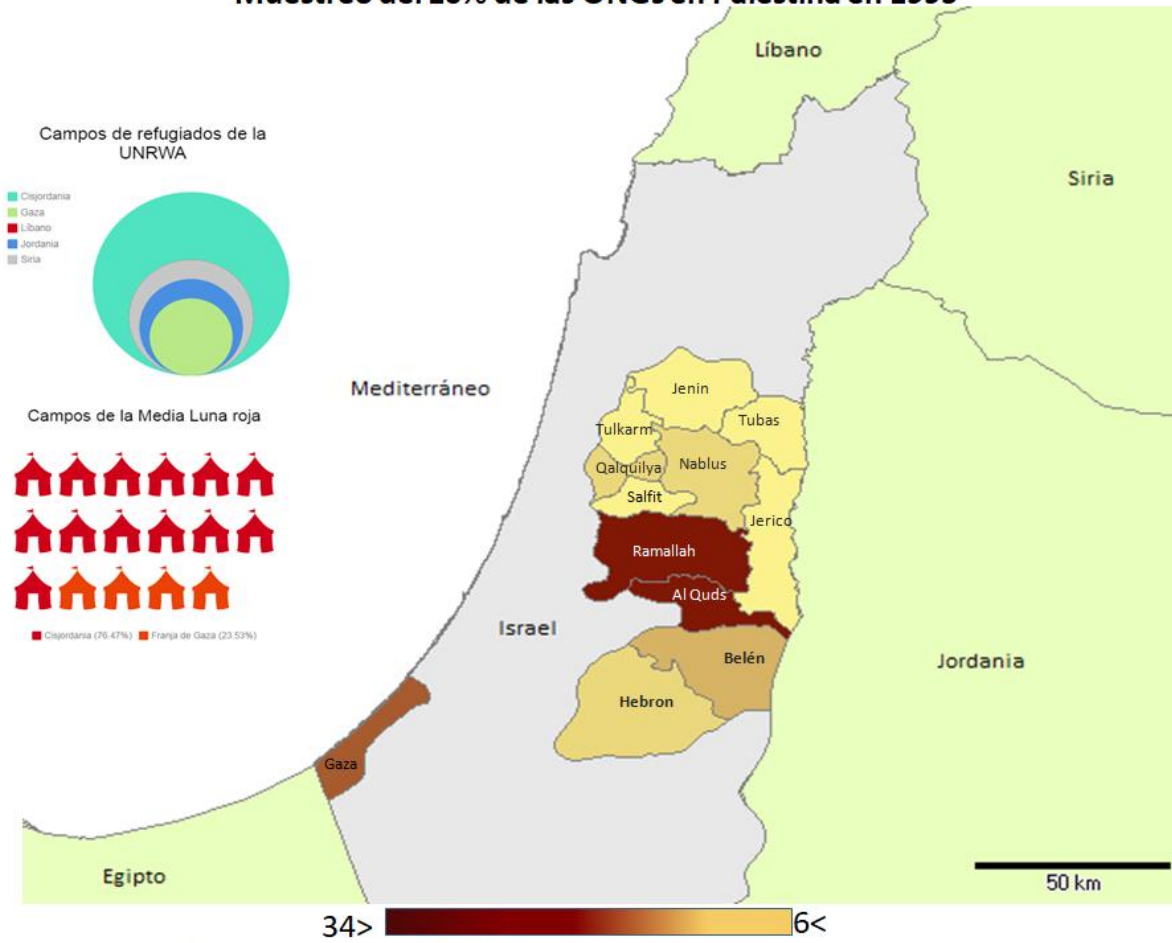 Muestreo del de las ONGs en Palestina en
Líbano
Campos de refugiados de la
UNRWA
Siria
Cisjordania
Gaza
Líbano
Jordania
Siria
Mediterráneo
Jenin
Campos de la Media Luna roja
Tubas
Tulkarm
Qalquilya
Nablus
Salfit
Jerico
Ramallah
Al Quds
Israel
Cisjordania (76.47%) Franja de Gaza (23.53%)
Belén
Jordania
Hebron
Gaza
Egipto
50 km
34> 6<